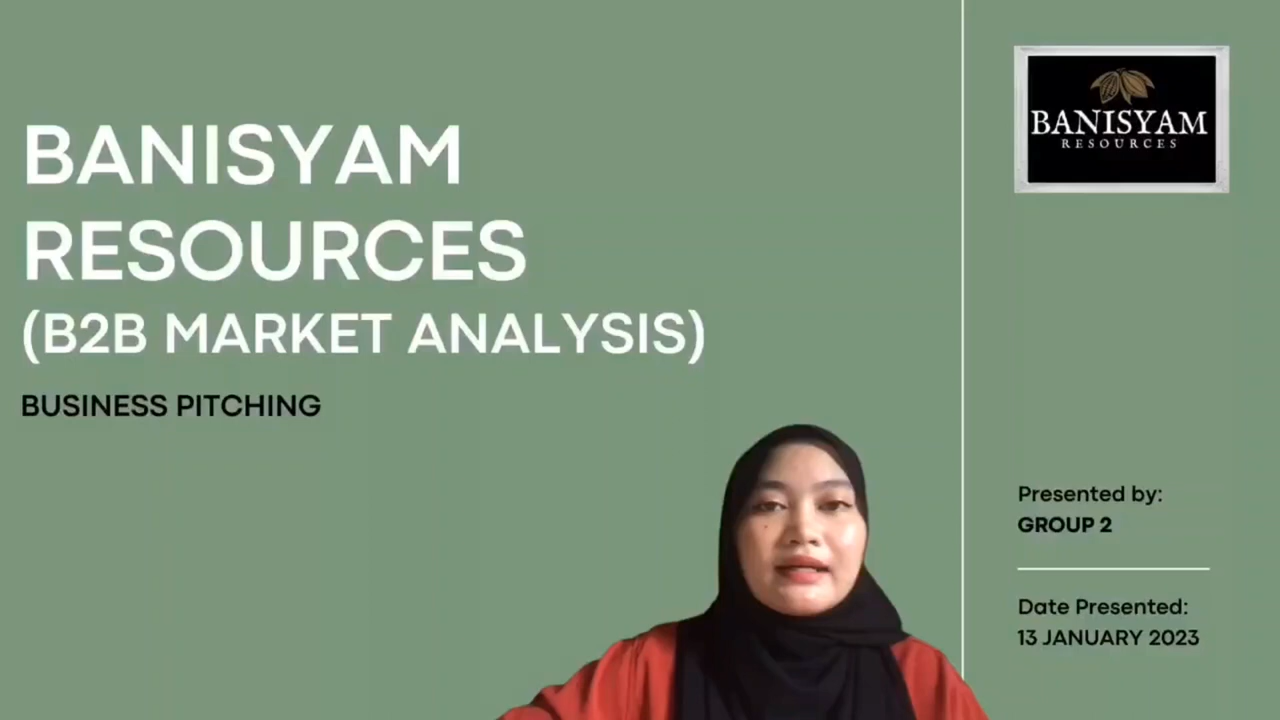 BANISYAM
RESOURCES
(B2B MARKET ANALYSIS)
BUSINESS PITCHING
BANISYAM
RESOURCES
Presented by:
GROUP 2
Date Presented:
13 JANUARY 2023